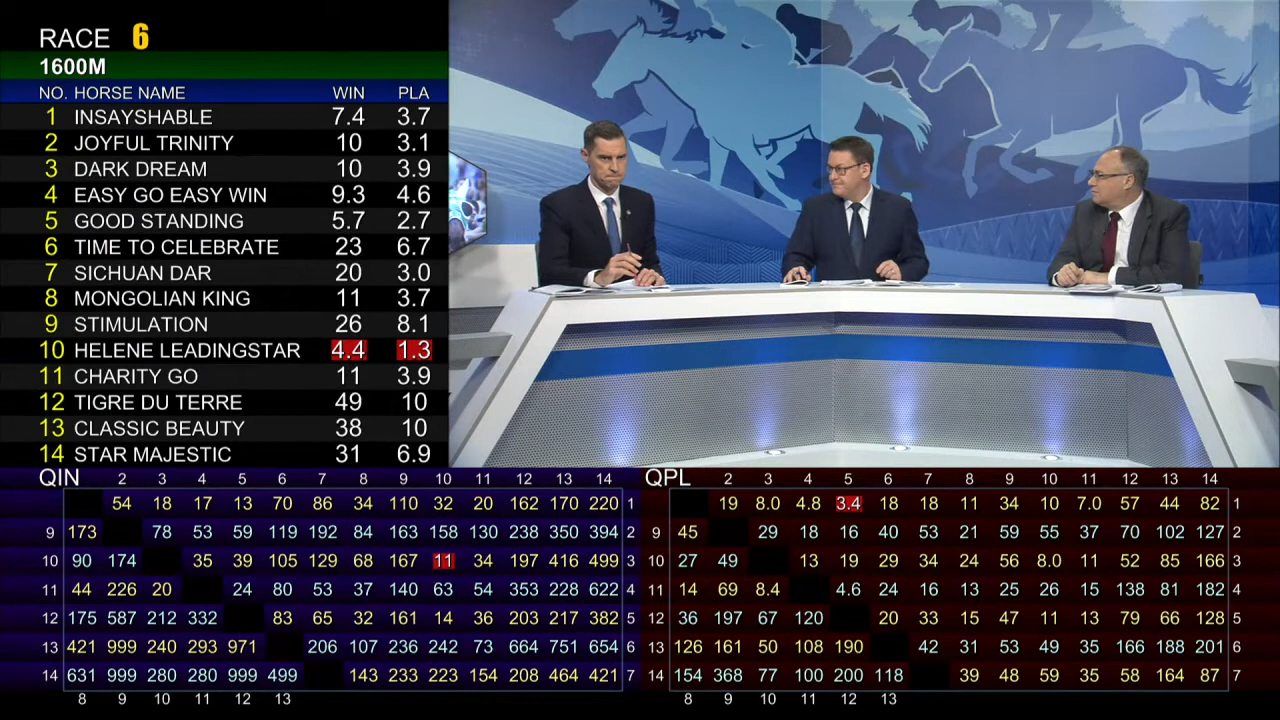 RACE 6
1600M
NO. HORSE NAME WIN PLA
1 INSAYSHABLE 7.4 3.7
2 JOYFUL TRINITY 10 3.1
3 DARK DREAM 10 3.9
4 EASY GO EASY WIN 9.3 4.6
5 GOOD STANDING 5.7 2.7
6 TIME TO CELEBRATE 23 6.7
7 SICHUAN DAR 20 3.0
8 MONGOLIAN KING 11 3.7
9 STIMULATION 26 8.1
10 HELENE LEADINGSTAR 4.4 1.3
11 CHARITY GO 11 3.9
12 TIGRE DU TERRE 49 10
13 CLASSIC BEAUTY 38 10
14 STAR MAJESTIC 31 6.9
QIN 2 3 4 5 6 7 8 9 10 11 12 13 14
54 18 17 13 70 86 34 110 32 20 162 170 220 1
9 173 78 53 59 119 192 84 163 158 130 238 350 394 2
10 90 174 35 39 105 129 68 167 11 34 197 416 499 3
11 44 226 20 24 80 53 37 140 63 54 353 228 622 4
12 175 587 212 332 83 65 32 161 14 36 203 217 382 5
13 421 999 240 293 971 206 107 236 242 73 664 751 654 6
14 631 999 280 280 999 499 143 233 223 154 208 464 421 7
8 9 10 11 12 13
QPL 2 3 4 5 6 7 8 9 10 11 12 13 14
19 8.0 4.8 3.4 18 18 11 34 10 7.0 57 44 82 1
9 45 29 18 16 40 53 21 59 55 37 70 102 127 2
10 27 49 13 19 29 34 24 56 8.0 11 52 85 166 3
11 14 69 8.4 4.6 24 16 13 25 26 15 138 81 182 4
12 36 197 67 120 20 33 15 47 11 13 79 66 128 5
13 126 161 50 108 190 42 31 53 49 35 166 188 201 6
14 154 368 77 100 200 118 39 48 59 35 58 164 87 7
8 9 10 11 12 13